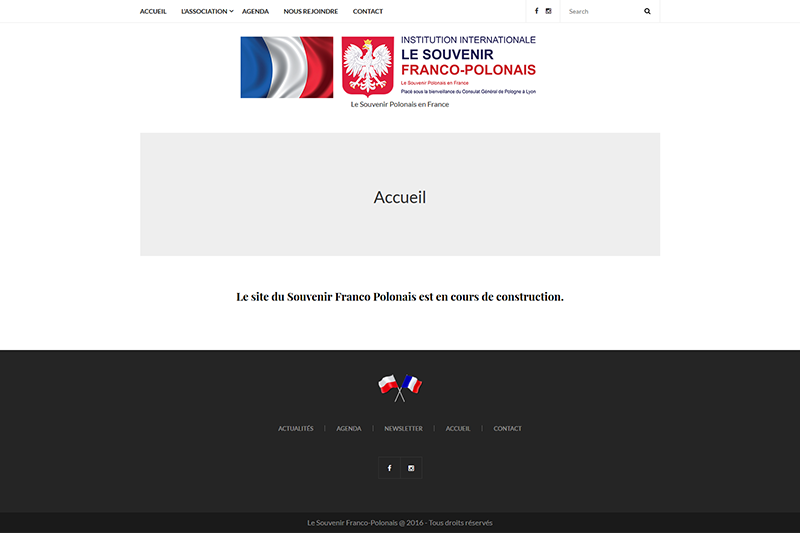 ACCUEIL L'ASSOCIATION AGENDA NOUS REJOINDRE CONTACT Search
INSTITUTION INTERNATIONALE
LE SOUVENIR
FRANCO-POLONAIS
Le Souvenir Polonais en France
Placé sous la bienveillance du Consulat Général de Pologne à Lyon
Le Souvenir Polonais en France
Accueil
Le site du Souvenir Franco Polonais est en cours de construction.
ACTUALITÉS | AGENDA | NEWSLETTER | ACCUEIL | CONTACT
Le Souvenir Franco-Polonais @ 2016 - Tous droits réservés